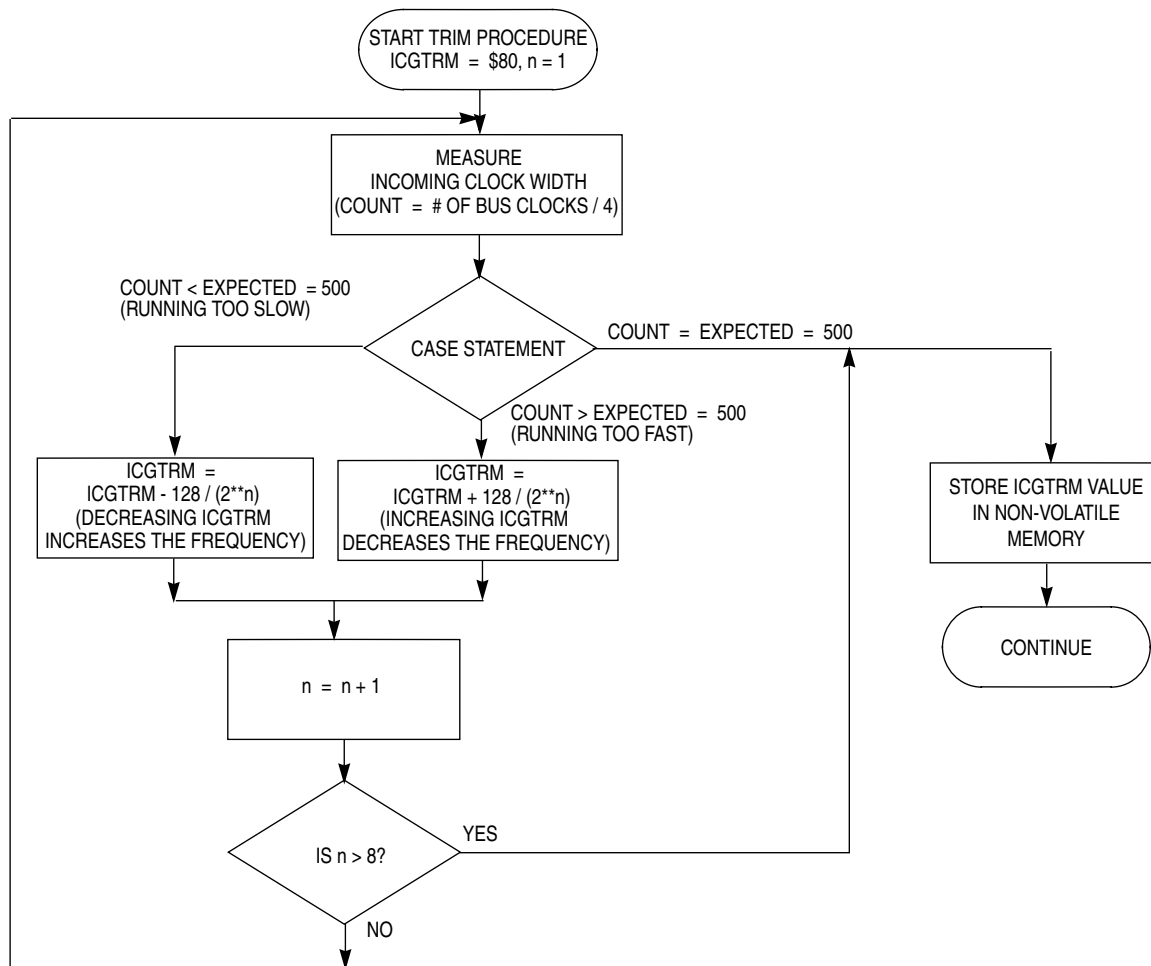 START TRIM PROCEDURE
ICGTRM = $80, n = 1
MEASURE
INCOMING CLOCK WIDTH
(COUNT = # OF BUS CLOCKS / 4)
COUNT < EXPECTED = 500
(RUNNING TOO SLOW)
CASE STATEMENT
COUNT = EXPECTED = 500
COUNT > EXPECTED = 500
(RUNNING TOO FAST)
ICGTRM =
ICGTRM - 128 / (2**n)
(DECREASING ICGTRM
INCREASES THE FREQUENCY)
ICGTRM =
ICGTRM + 128 / (2**n)
(INCREASING ICGTRM
DECREASES THE FREQUENCY)
STORE ICGTRM VALUE
IN NON-VOLATILE
MEMORY
CONTINUE
n = n + 1
IS n > 8?
YES
NO